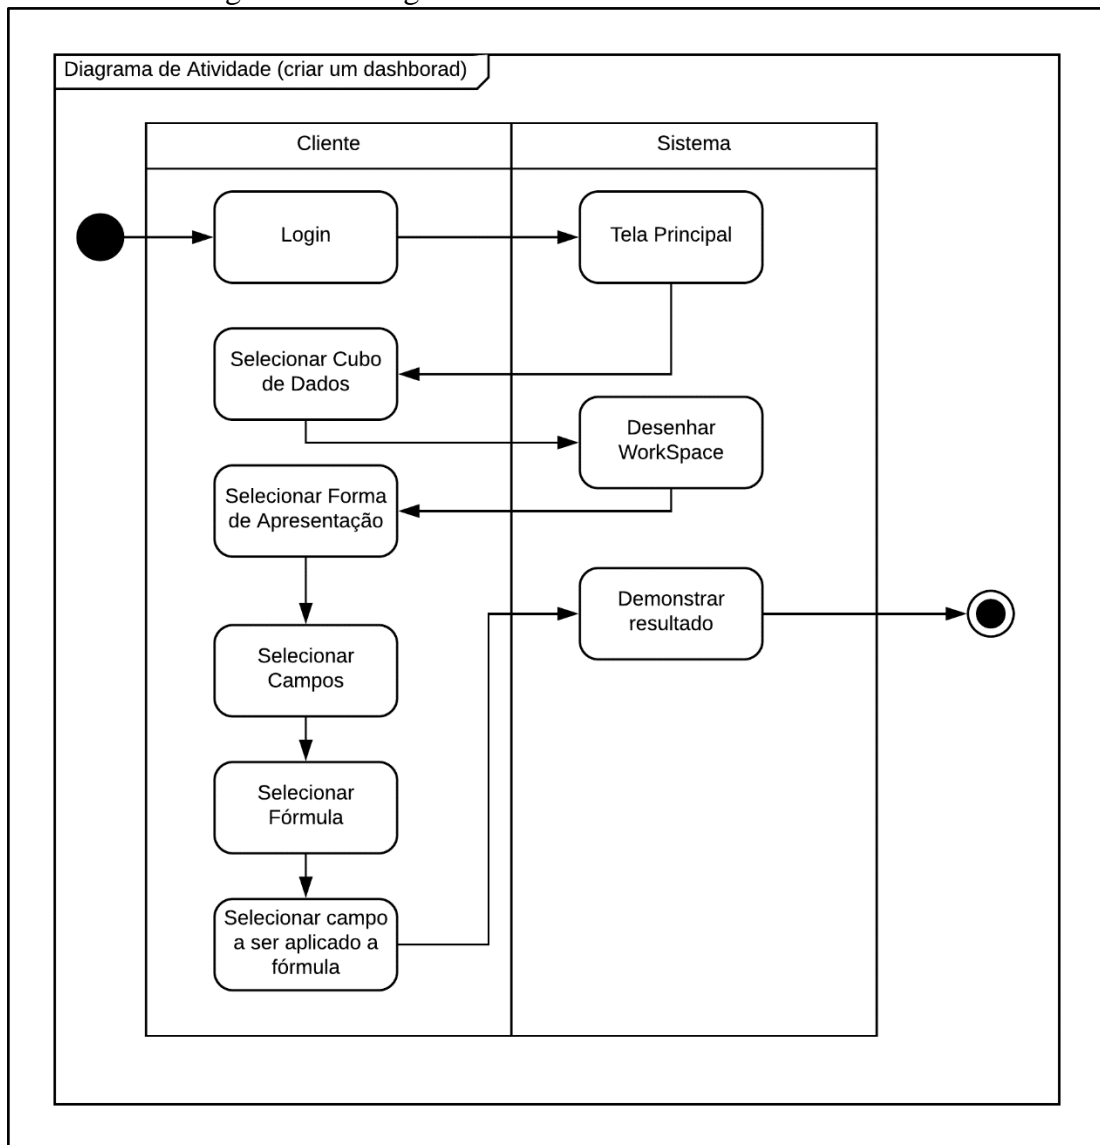 Diagrama de Atividade (criar um dashborad)
Cliente
Sistema
Login
Tela Principal
Selecionar Cubo
de Dados
Desenhar
WorkSpace
Selecionar Forma
de Apresentação
Demonstrar
resultado
Selecionar
Campos
Selecionar
Fórmula
Selecionar campo
a ser aplicado a
fórmula